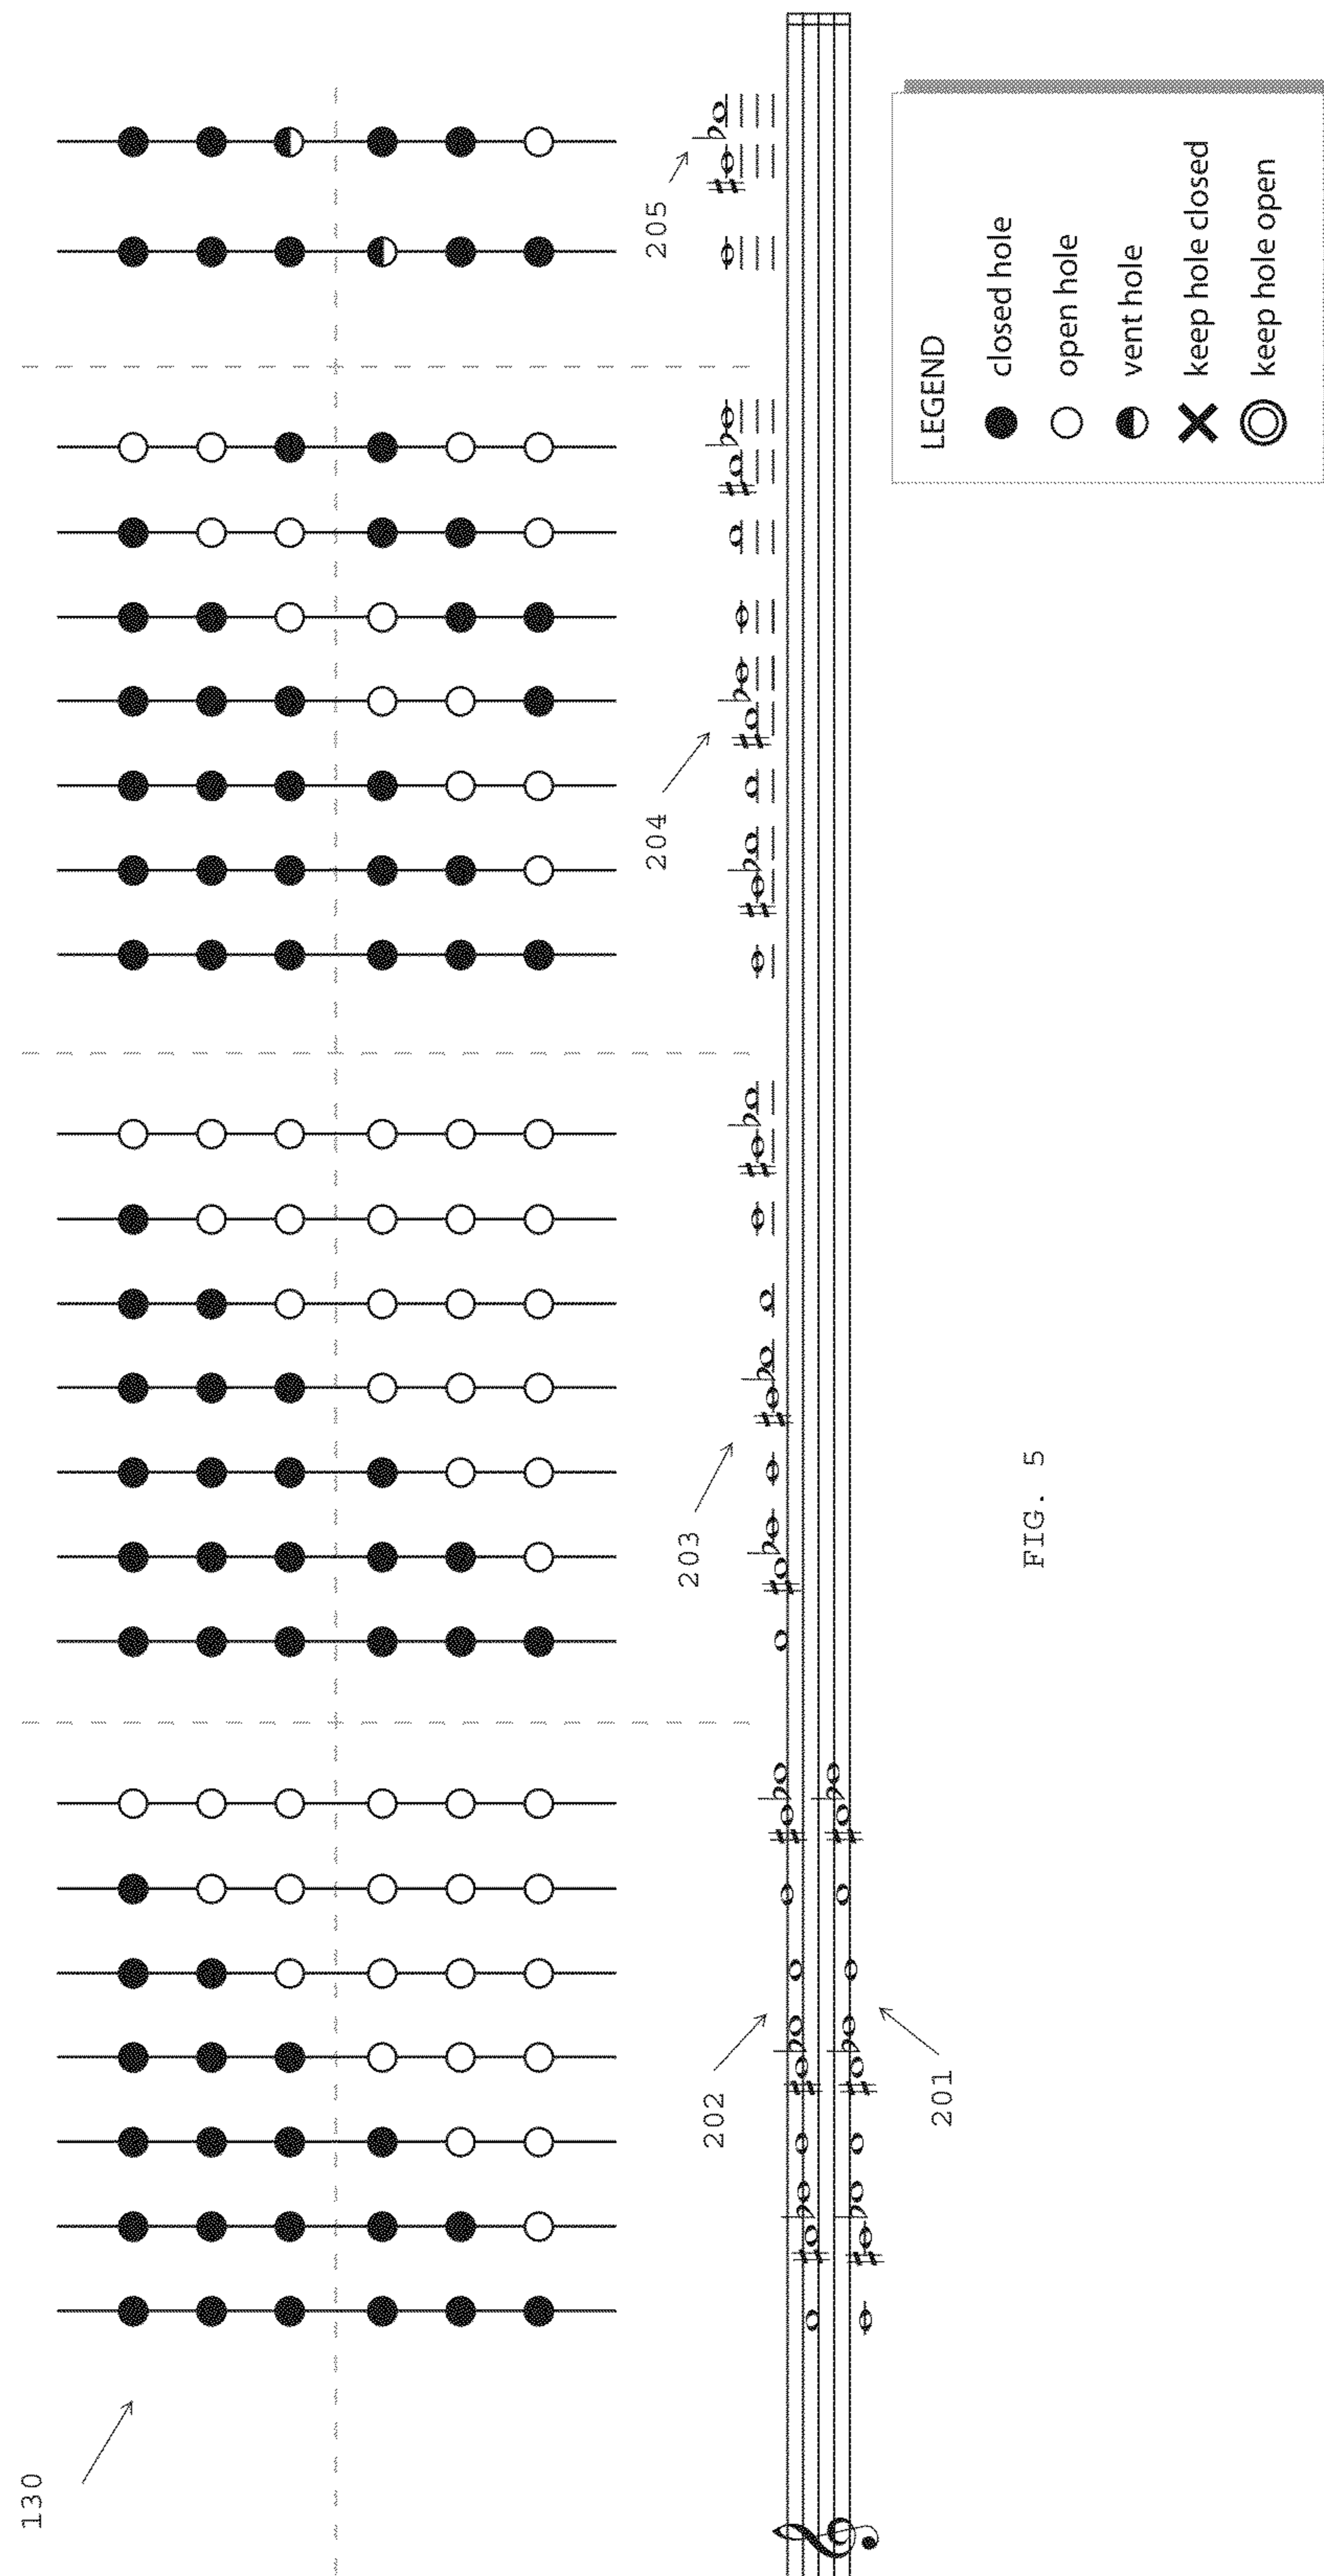 130
202
201
203
204
205
LEGEND
closed hole
open hole
vent hole
keep hole closed
keep hole open
FIG. 5